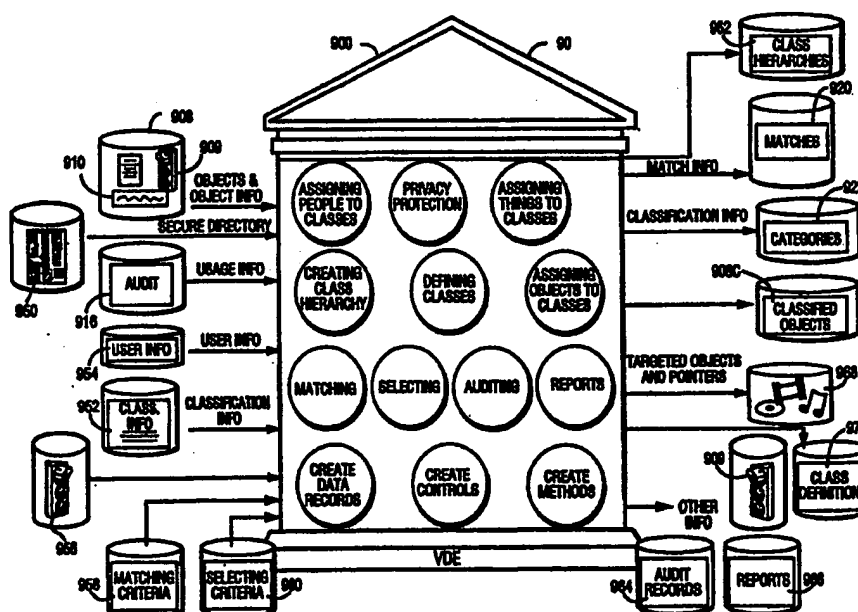 900
90
962
CLASS
HIERARCHIES
920
MATCHES
MATCH INFO
908
909
910
OBJECTS &
OBJECT INFO
ASSIGNING
PEOPLE TO
CLASSES
PRIVACY
PROTECTION
ASSIGNING
THINGS TO
CLASSES
SECURE DIRECTORY
950
CLASSIFICATION INFO
CATEGORIES
USAGE INFO
AUDIT
916
CREATING
CLASS
HIERARCHY
DEFINING
CLASSES
ASSIGNING
OBJECTS TO
CLASSES
CLASSIFIED
OBJECTS
USER INFO
USER INFO
954
MATCHING
SELECTING
AUDITING
REPORTS
TARGETED OBJECTS
AND POINTERS
968
952
CLASS.
INFO
CLASSIFICATION
INFO
909
CLASS
DEFINITION
956
CREATE
DATA
RECORDS
CREATE
CONTROLS
CREATE
METHODS
OTHER
INFO
958
MATCHING
CRITERIA
SELECTING
CRITERIA
960
VDE
964
AUDIT
RECORDS
REPORTS
966